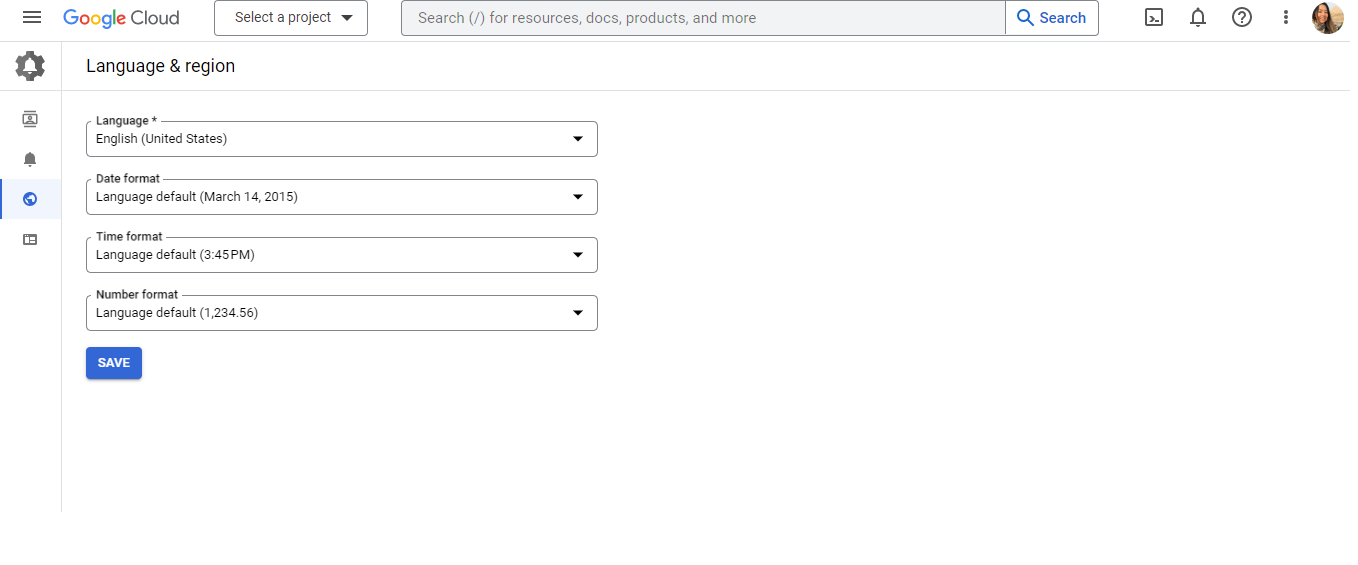 Google Cloud
Select a project
Search (/) for resources, docs, products, and more
Search
Language & region
Language *
English (United States)
Date format
Language default (March 14, 2015)
Time format
Language default (3:45 PM)
Number format
Language default (1,234.56)
SAVE